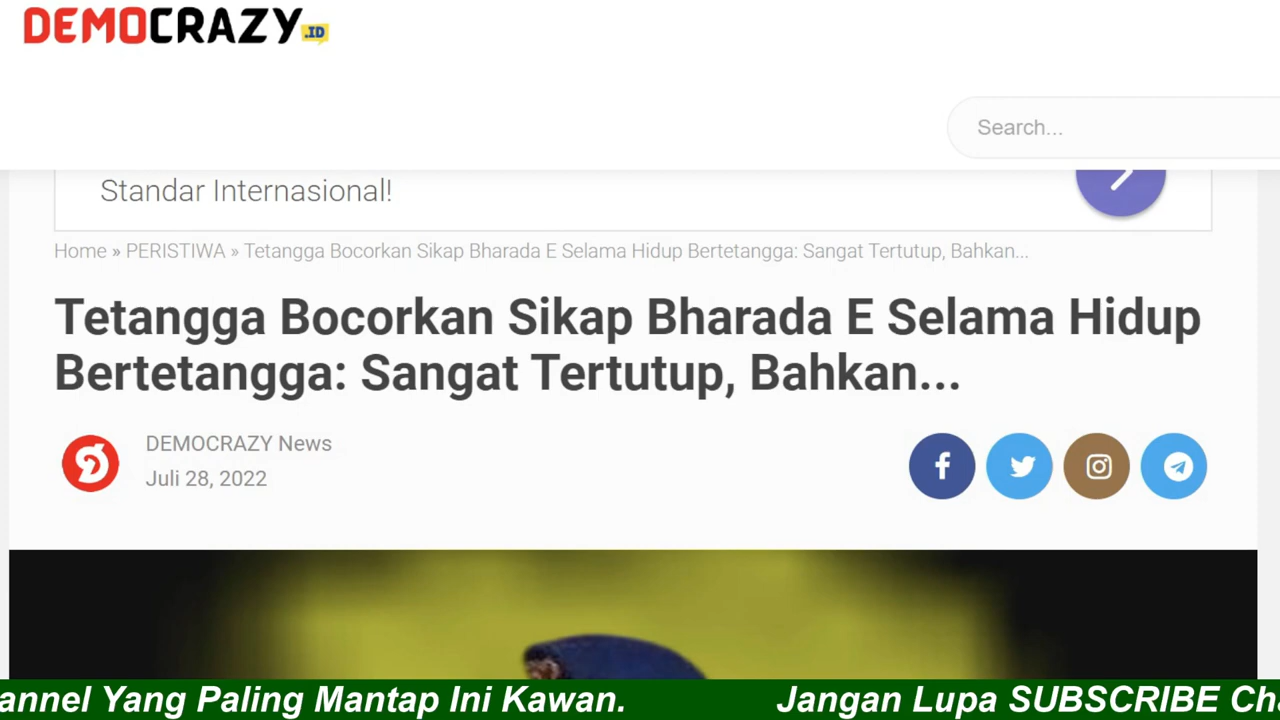 DEMOCRAZY.ID
Search...
Standar Internasional!
Home » PERISTIWA » Tetangga Bocorkan Sikap Bharada E Selama Hidup Bertetangga: Sangat Tertutup, Bahkan...
Tetangga Bocorkan Sikap Bharada E Selama Hidup
Bertetangga: Sangat Tertutup, Bahkan...
DEMOCRAZY News
Juli 28, 2022
annel Yang Paling Mantap Ini Kawan. Jangan Lupa SUBSCRIBE Cha